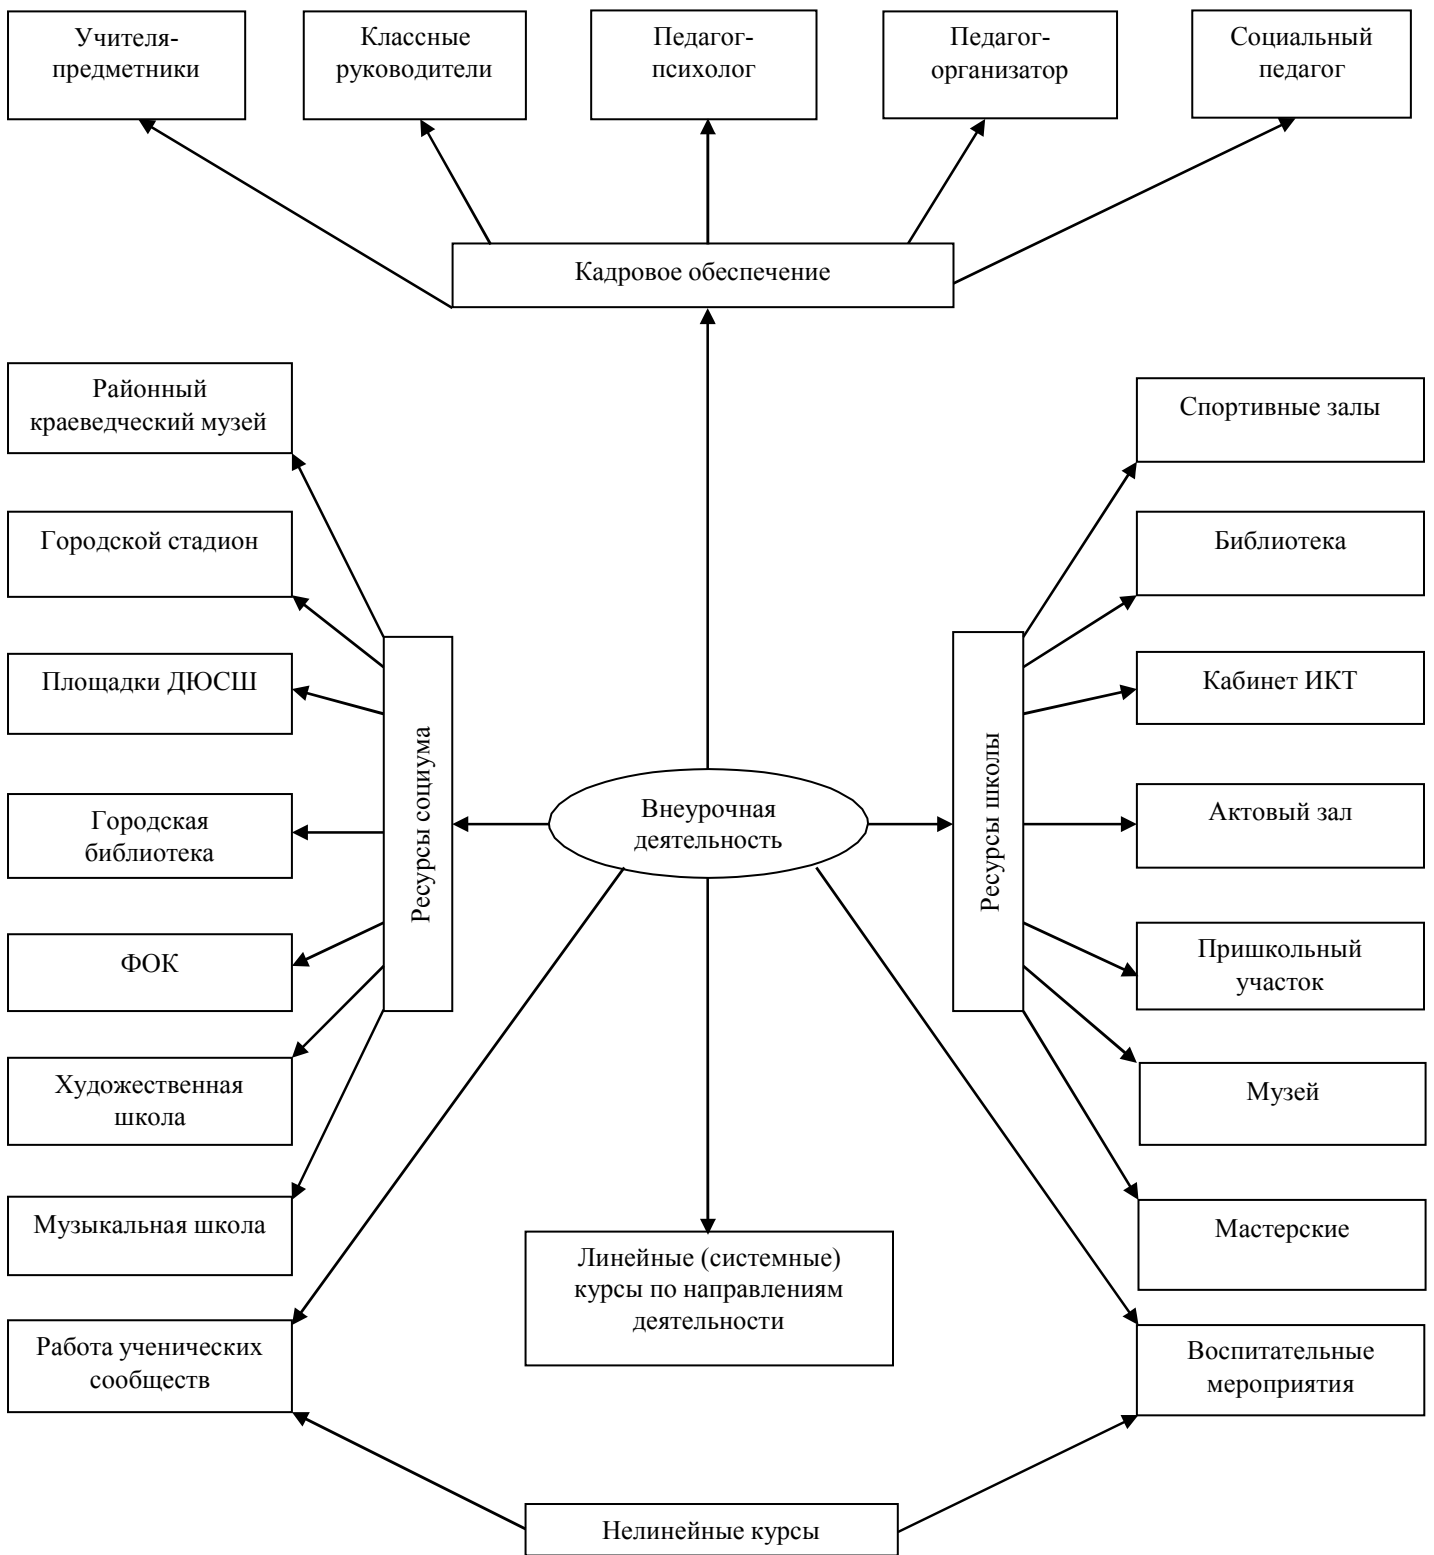 Учителя-
предметники
Классные
руководители
Педагог-
психолог
Педагог-
организатор
Социальный
педагог
Кадровое обеспечение
Районный
краеведческий музей
Городской стадион
Площадки ДЮСШ
Городская
библиотека
ФОК
Художественная
школа
Музыкальная школа
Работа ученических
сообществ
Ресурсы социума
Внеурочная
деятельность
Линейные (системные)
курсы по направлениям
деятельности
Ресурсы школы
Спортивные залы
Библиотека
Кабинет ИКТ
Актовый зал
Пришкольный
участок
Музей
Мастерские
Воспитательные
мероприятия
Нелинейные курсы